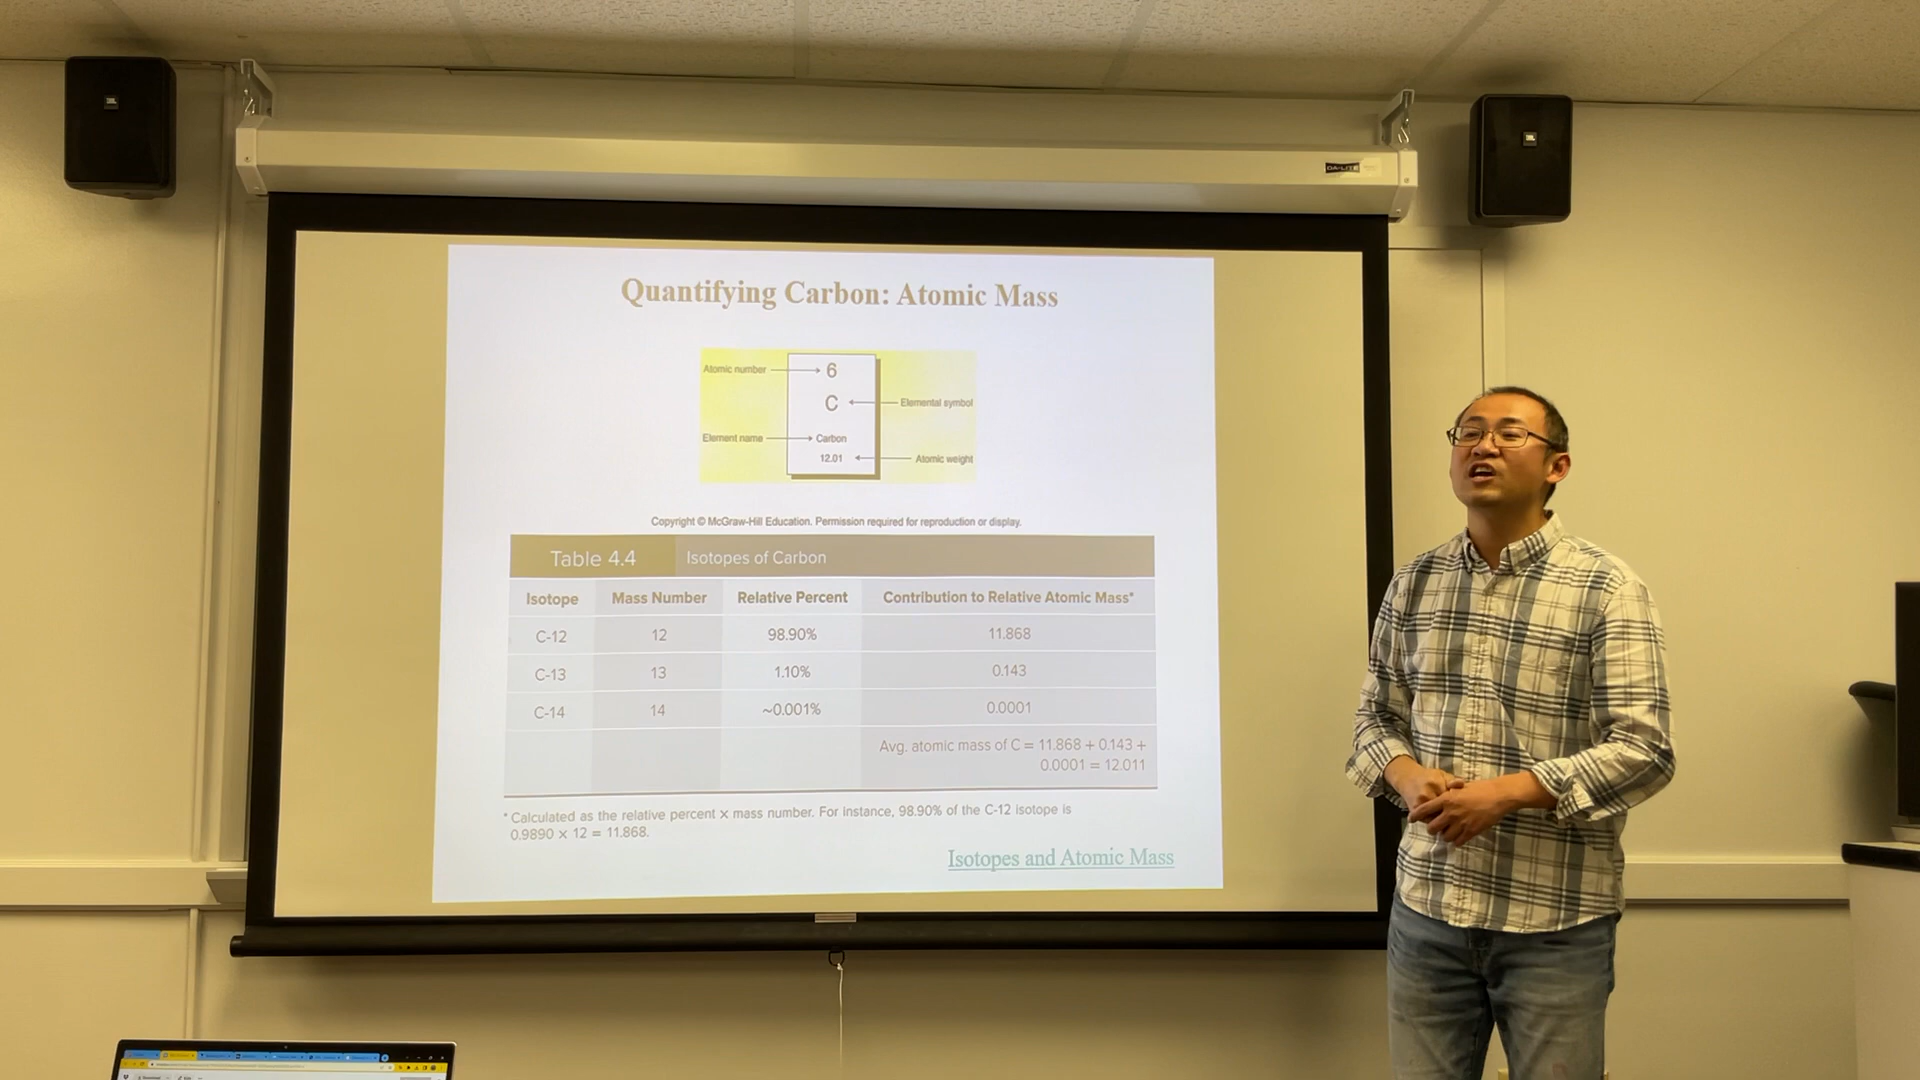 JBL
JBL
DA-LITE
Quantifying Carbon: Atomic Mass
Atomic number
6
C
Elemental symbol
Element name
Carbon
12.01
Atomic weight
Copyright © McGraw-Hill Education. Permission required for reproduction or display.
Table 4.4 Isotopes of Carbon
Isotope Mass Number Relative Percent Contribution to Relative Atomic Mass*
C-12 12 98.90% 11.868
C-13 13 1.10% 0.143
C-14 14 ~0.001% 0.0001
Avg. atomic mass of C = 11.868 + 0.143 +
0.0001 = 12.011
* Calculated as the relative percent x mass number. For instance, 98.90% of the C-12 isotope is
0.9890 × 12 = 11.868.
Isotopes and Atomic Mass